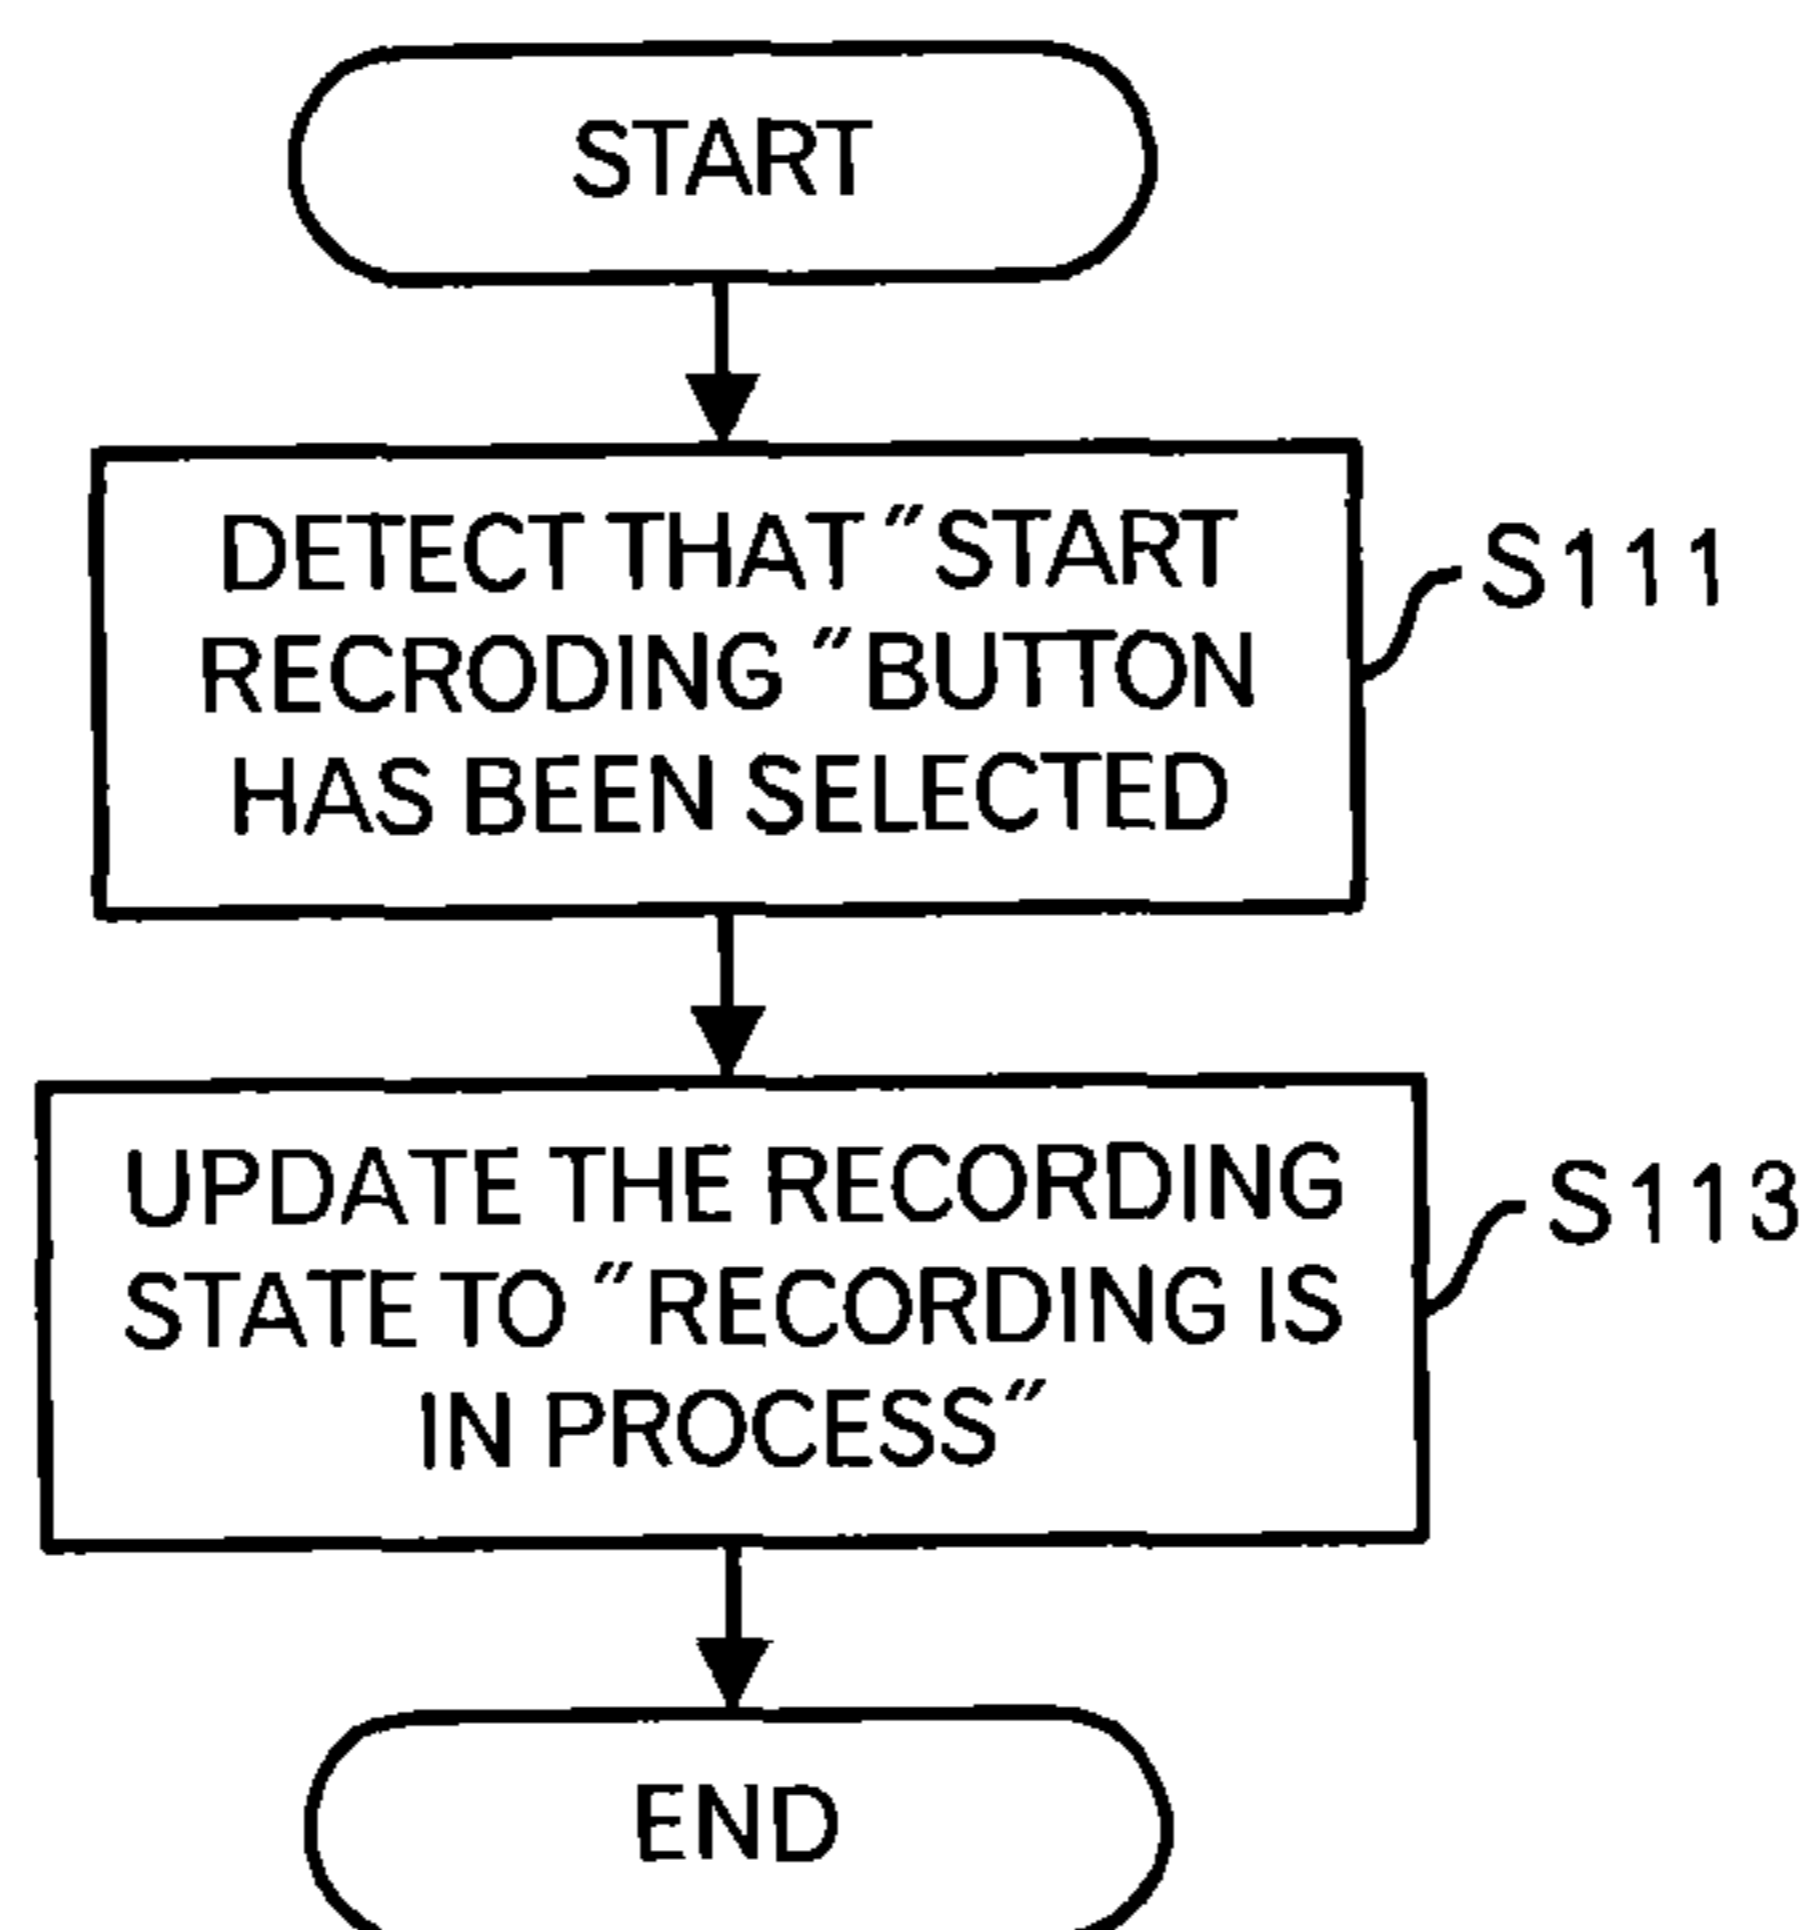 START
DETECT THAT "START
RECRODING "BUTTON
HAS BEEN SELECTED
S111
UPDATE THE RECORDING
STATE TO "RECORDING IS
IN PROCESS"
S113
END